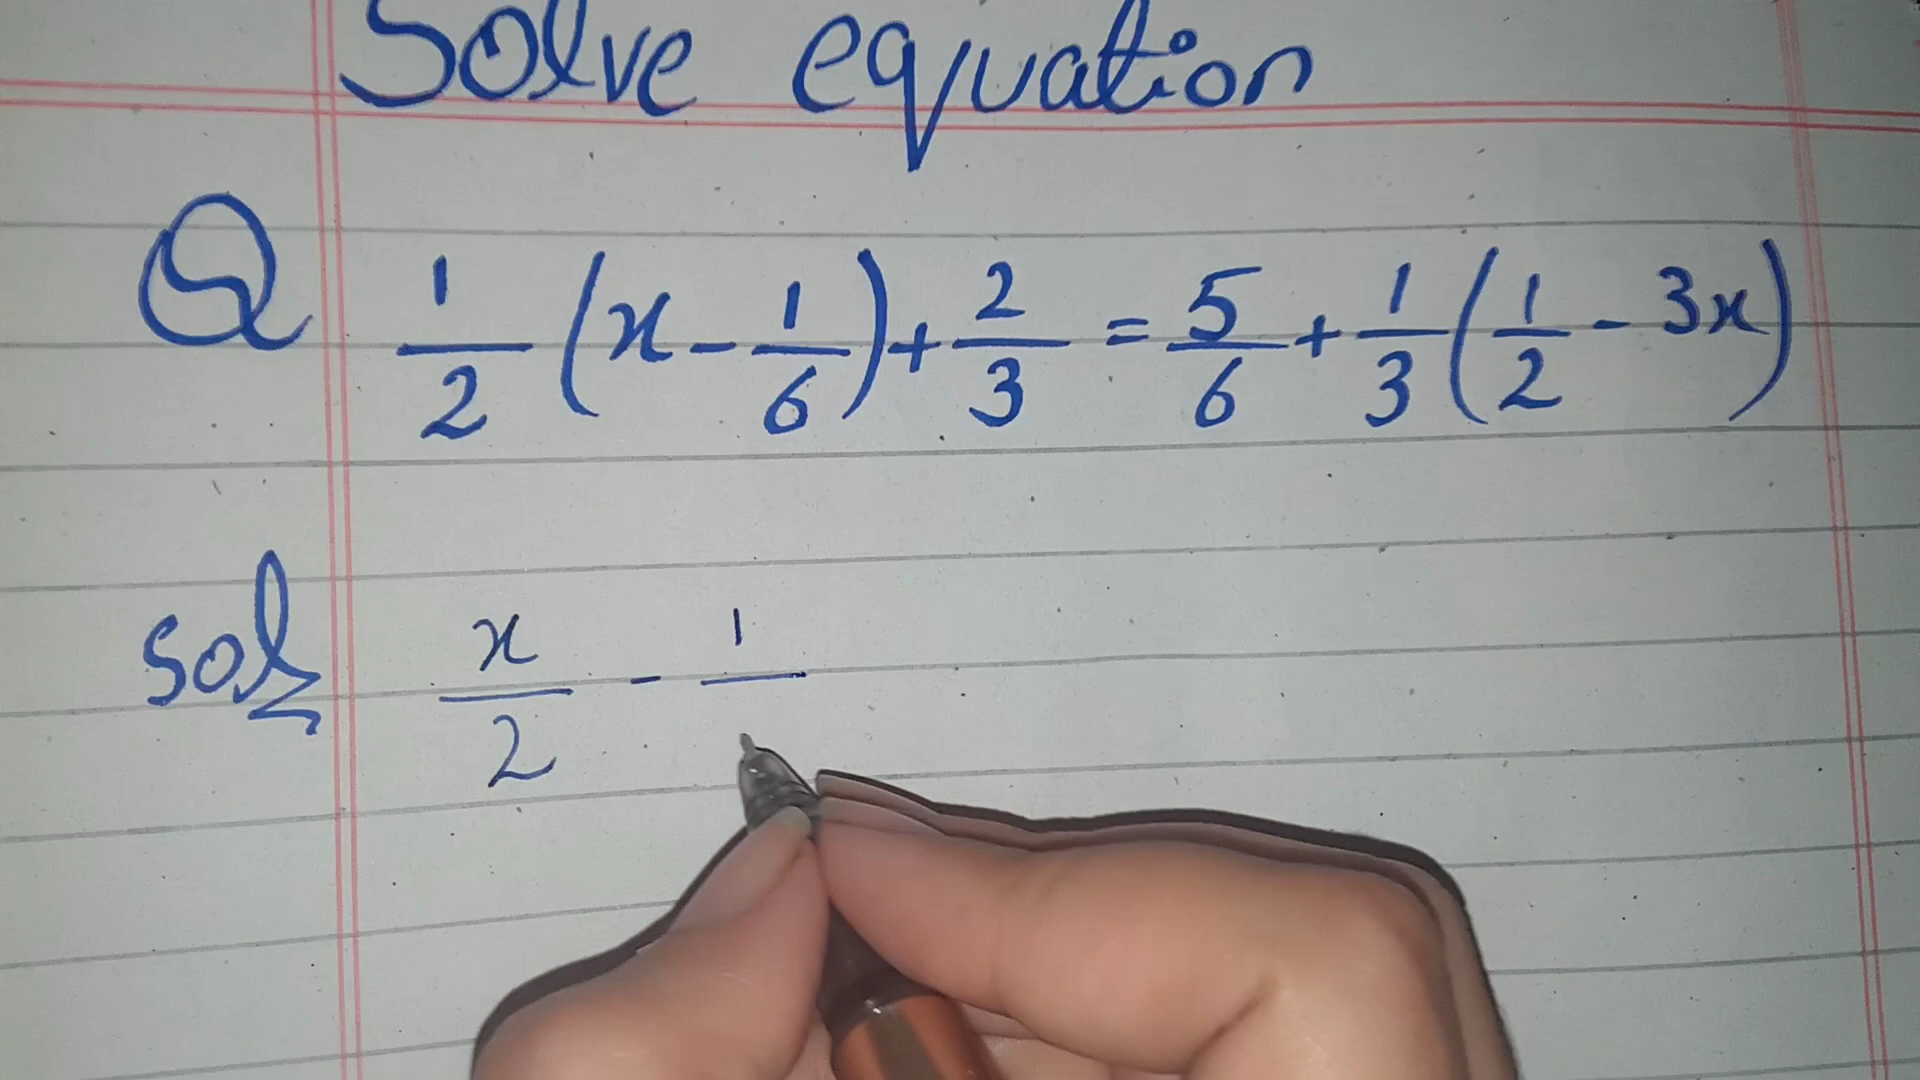 Solve equation
Q 1/2 (x - 1/6) + 2/3 = 5/6 + 1/3 (1/2 - 3x)
Sol x/2 - 1/